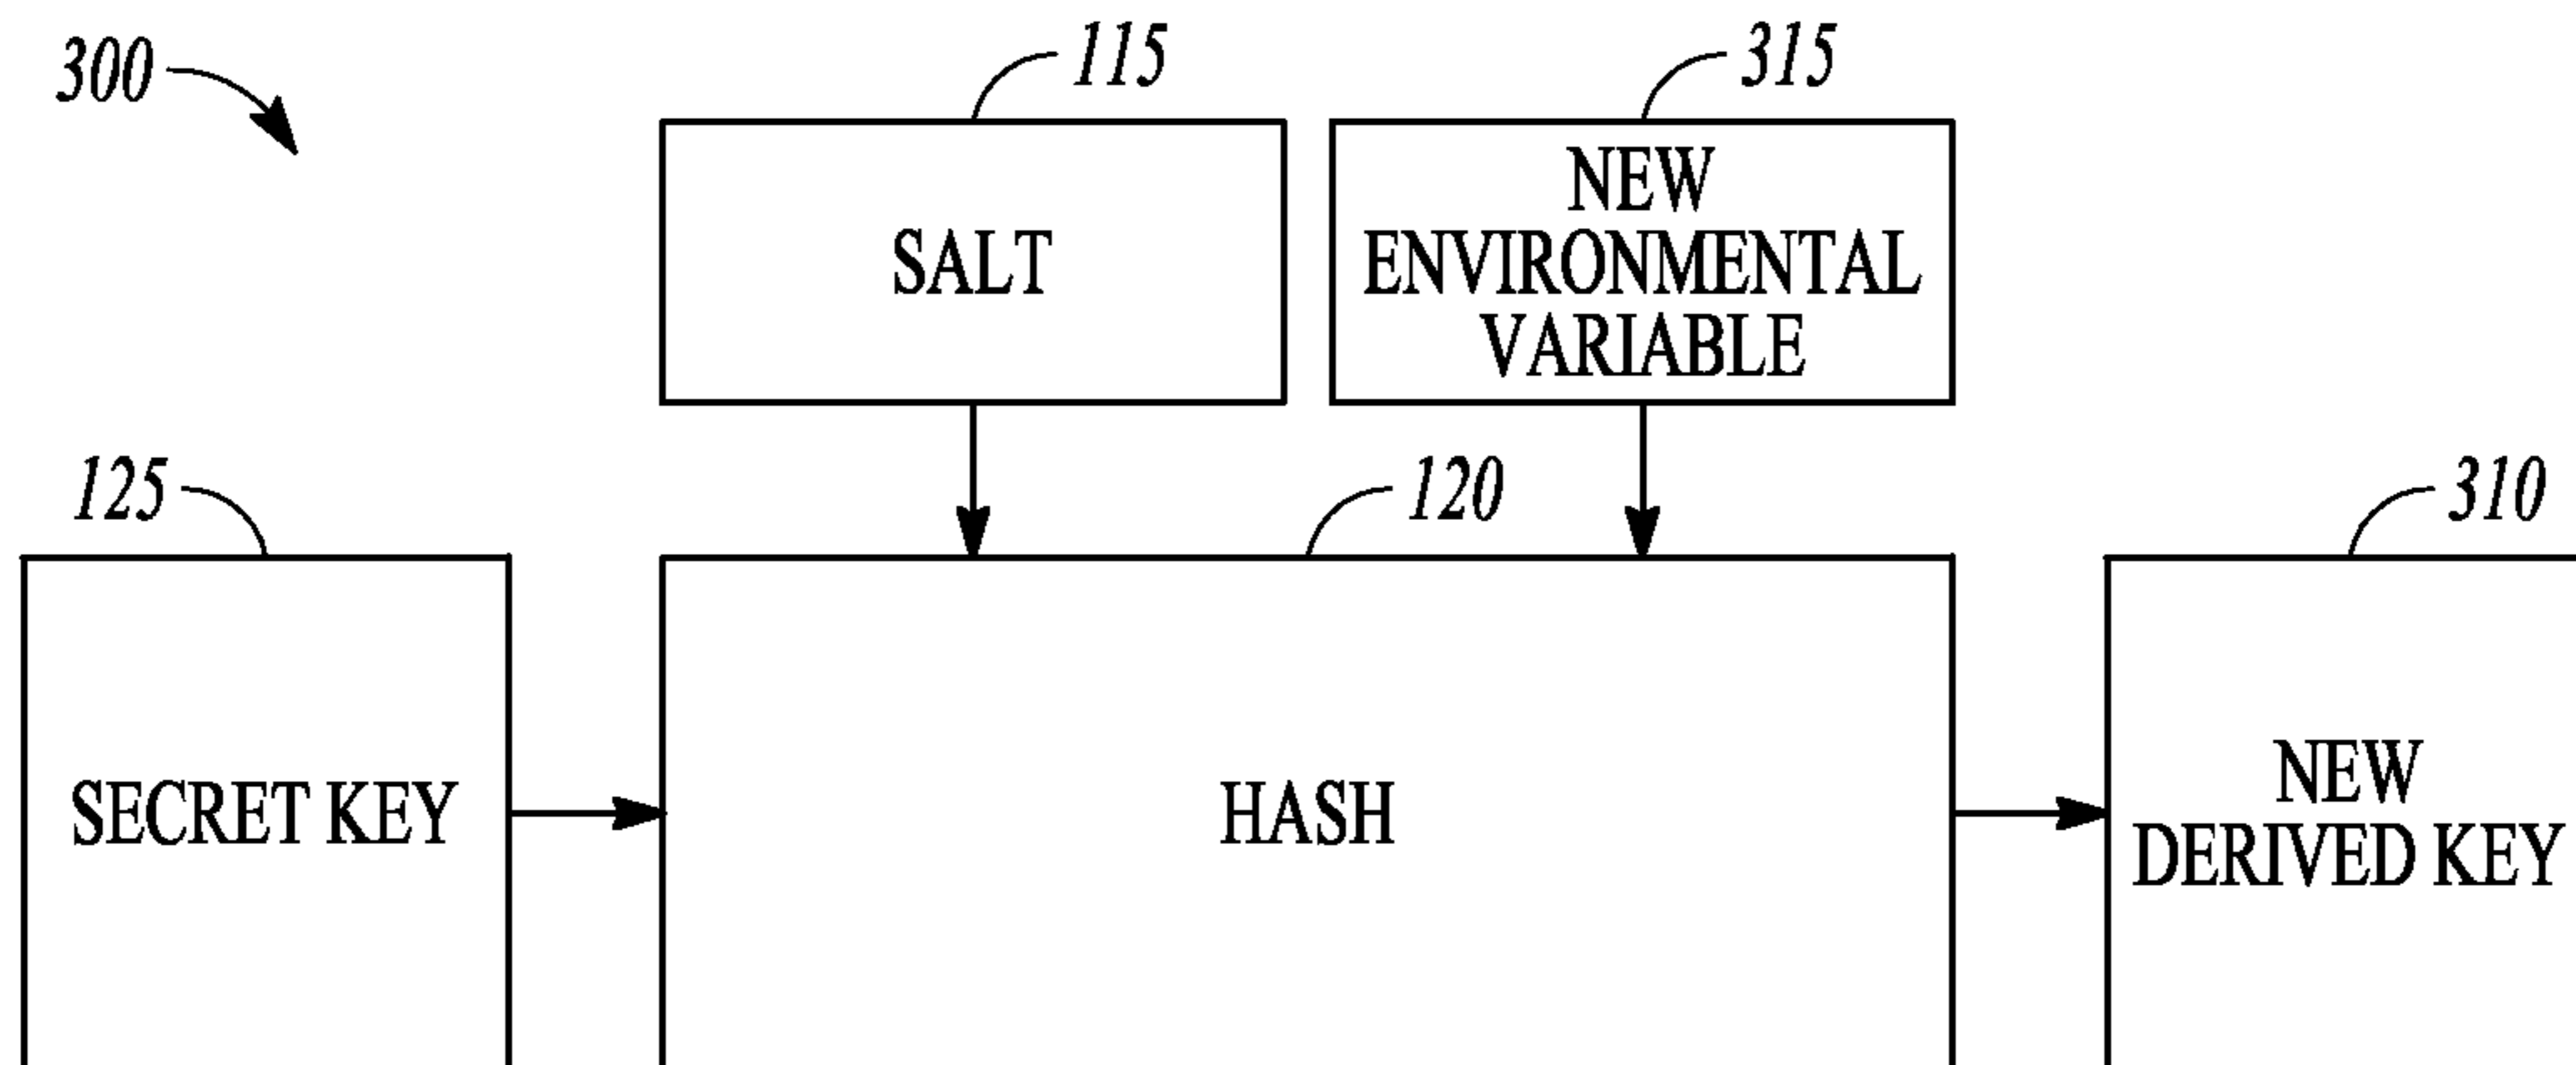 300
115
315
SALT
NEW
ENVIRONMENTAL
VARIABLE
125
120
310
SECRET KEY
HASH
NEW
DERIVED KEY